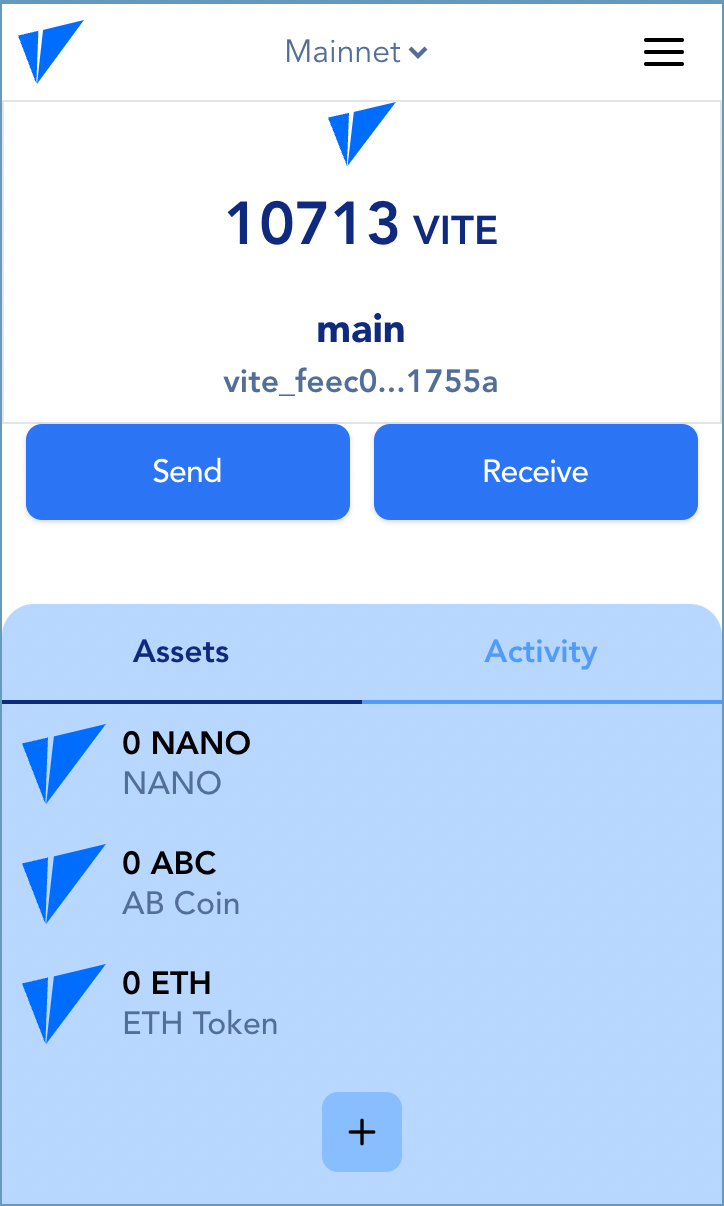 Mainnet
10713 VITE
main
vite_feec0...1755a
Send Receive
Assets Activity
0 NANO
NANO
0 ABC
AB Coin
0 ETH
ETH Token
+